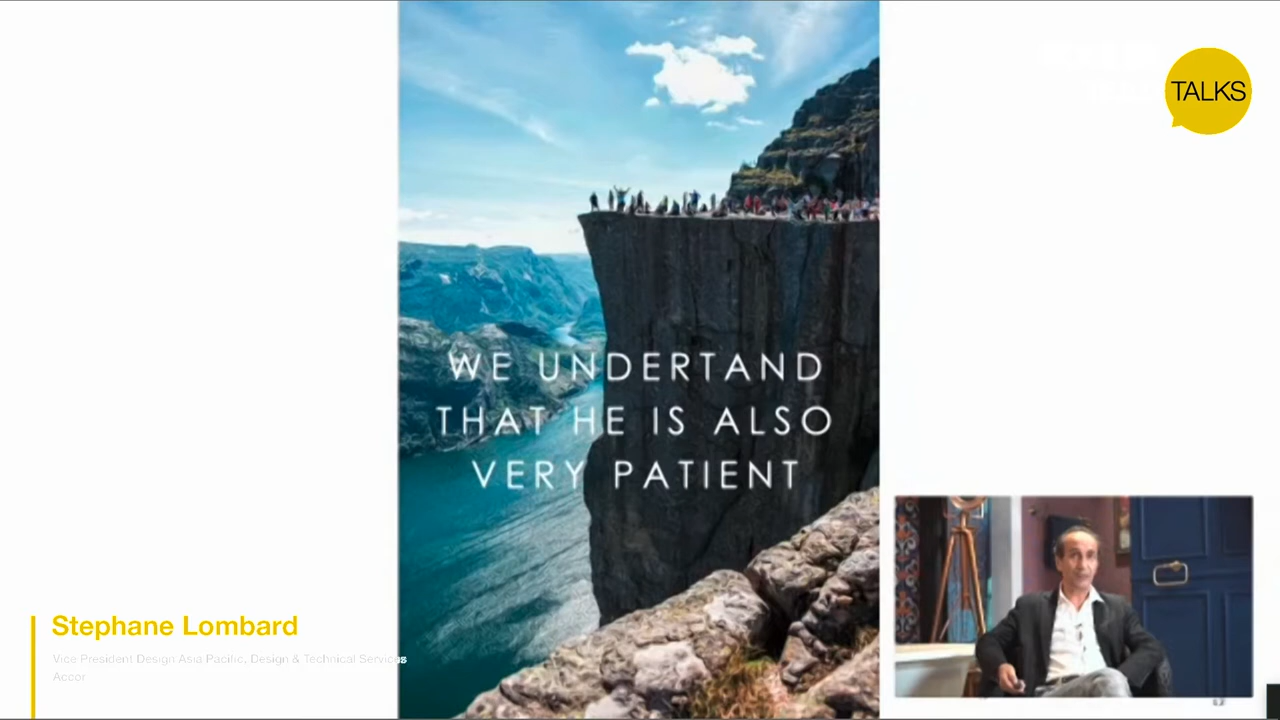 TALKS
WE UNDERTAND
THAT HE IS ALSO
VERY PATIENT
Stephane Lombard
Vice President Design Asia Pacific, Design & Technical Services
Accor